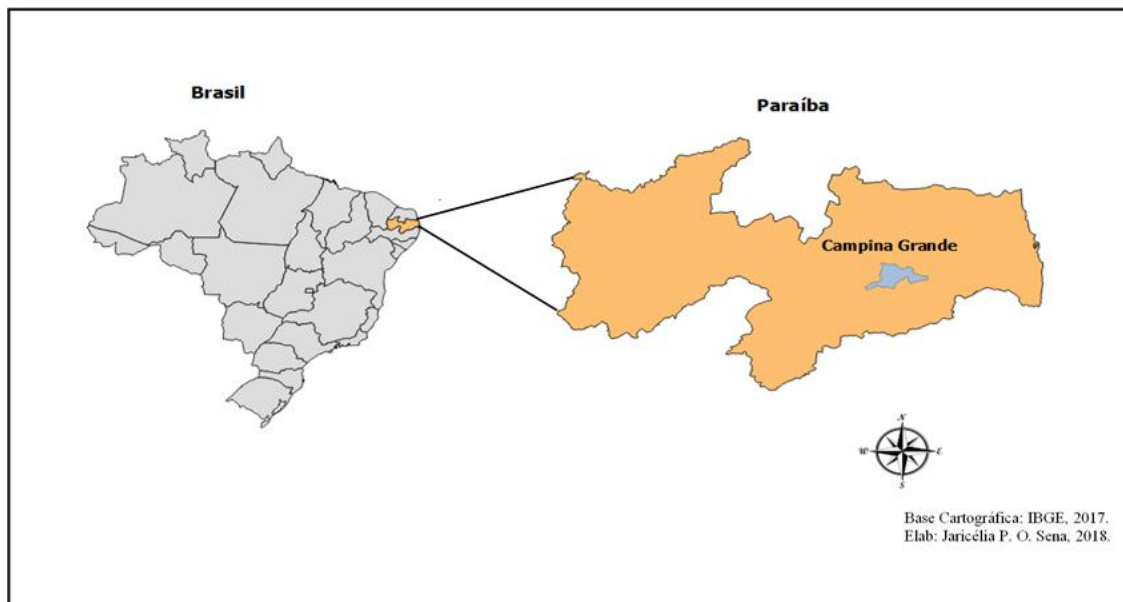 Brasil
Paraíba
Campina Grande
N
W
E
S
Base Cartográfica: IBGE, 2017.
Elab: Jaricélia P. O. Sena, 2018.